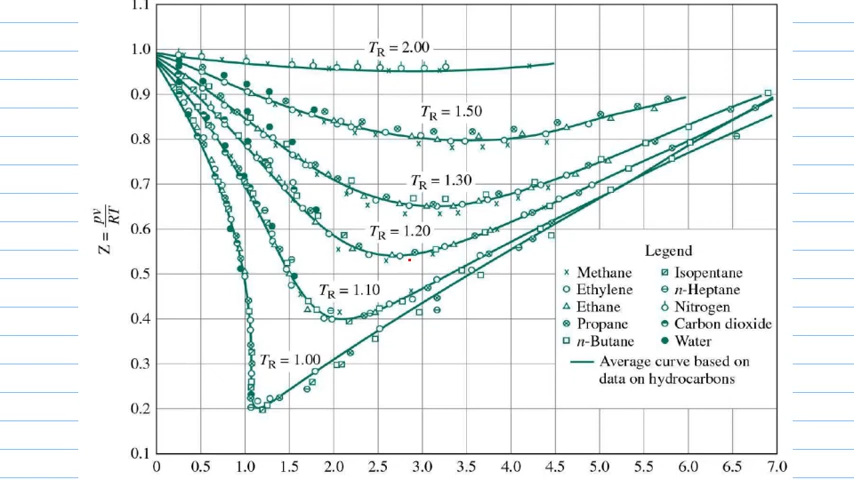 1.1
1.0
0.9
0.8
0.7
0.6
0.5
0.4
0.3
0.2
0.1
Z = pv/RT
T_R = 2.00
T_R = 1.50
T_R = 1.30
T_R = 1.20
T_R = 1.10
T_R = 1.00
Legend
× Methane
Ethylene
Ethane
Propane
n-Butane
Isopentane
n-Heptane
Nitrogen
Carbon dioxide
Water
Average curve based on
data on hydrocarbons
0 0.5 1.0 1.5 2.0 2.5 3.0 3.5 4.0 4.5 5.0 5.5 6.0 6.5 7.0